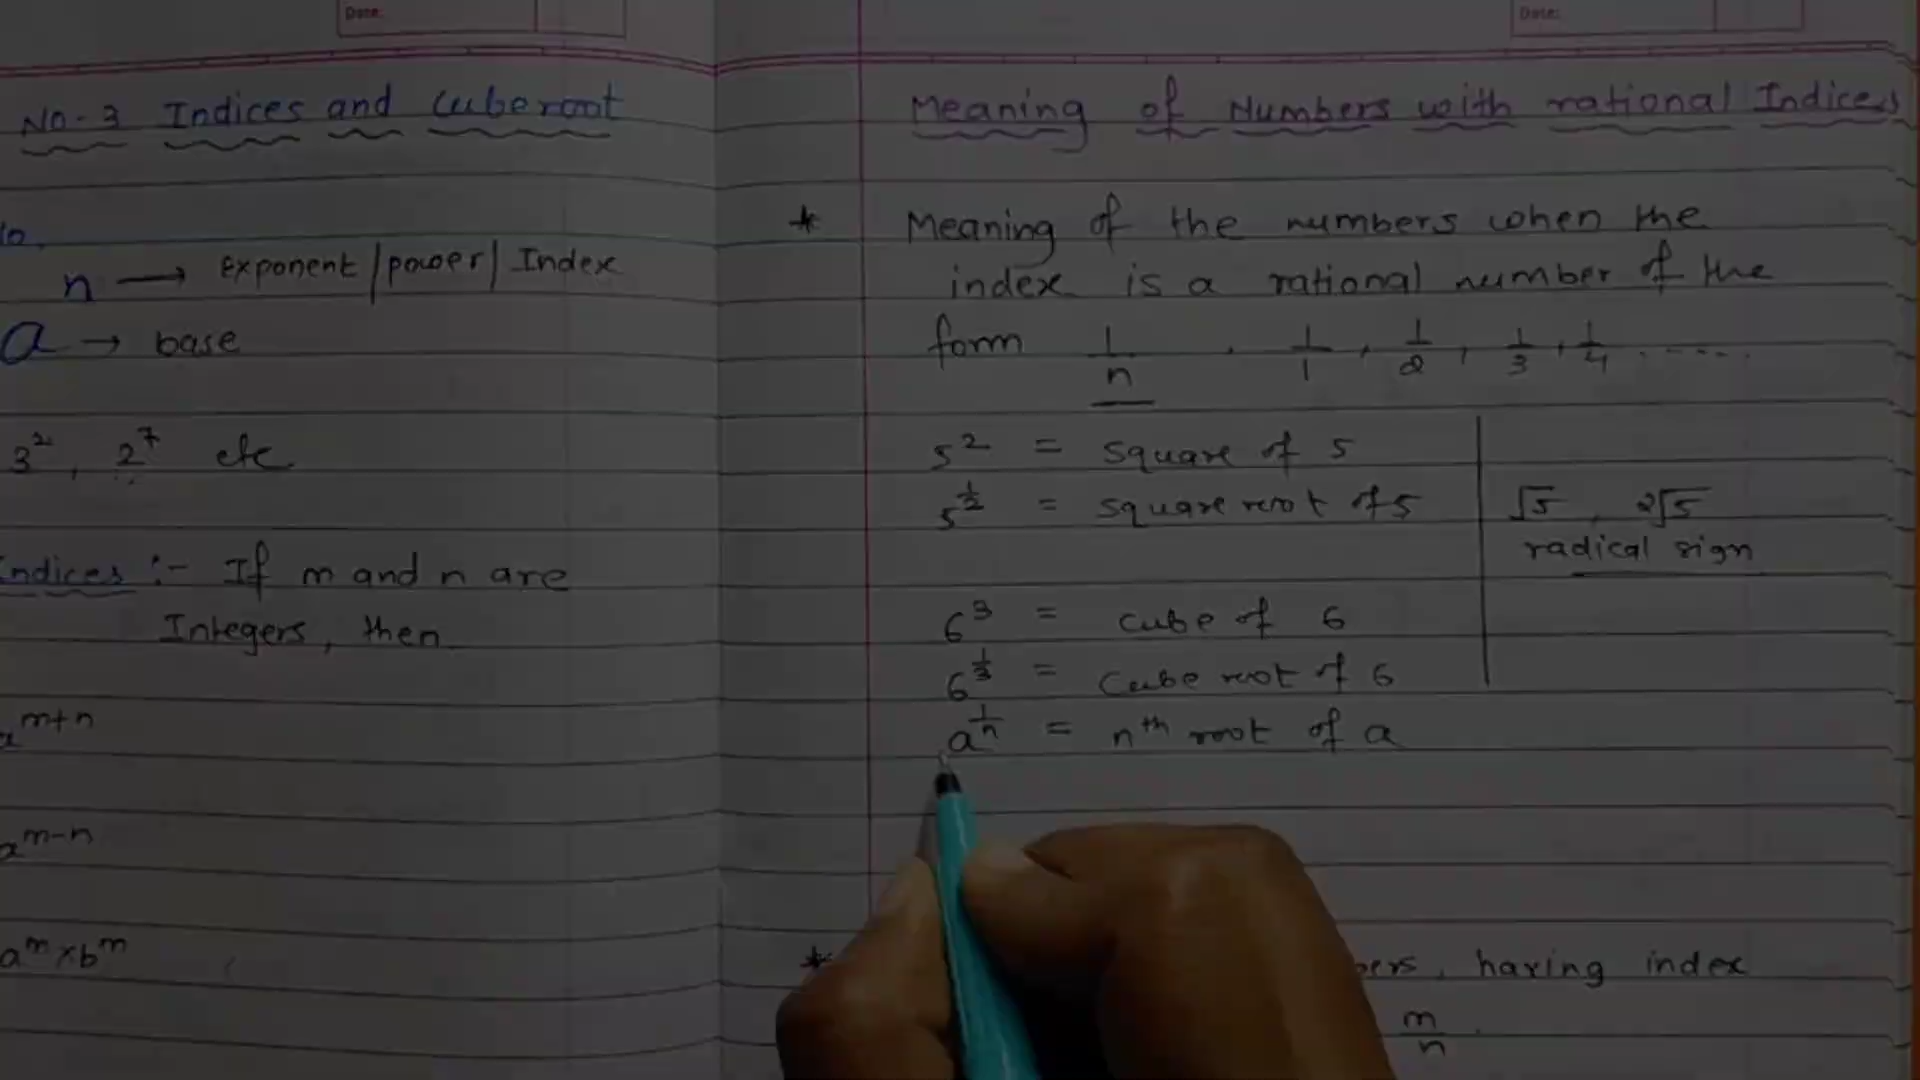 Date:
No-3 Indices and Cuberoot
n → Exponent/power/Index
a → base
3², 2⁷ etc
Indices :- If m and n are
Integers, then
a^m+n
a^m-n
a^m×b^m
Date:
Meaning of Numbers with rational Indices
* Meaning of the numbers when the
index is a rational number of the
form 1/n . 1/1, 1/2, 1/3, 1/4 ......
5² = square of 5
5^1/2 = square root of 5 √5, 2√5
radical sign
6³ = cube of 6
6^1/3 = Cube root of 6
a^1/n = nth root of a
* having index
m/n.